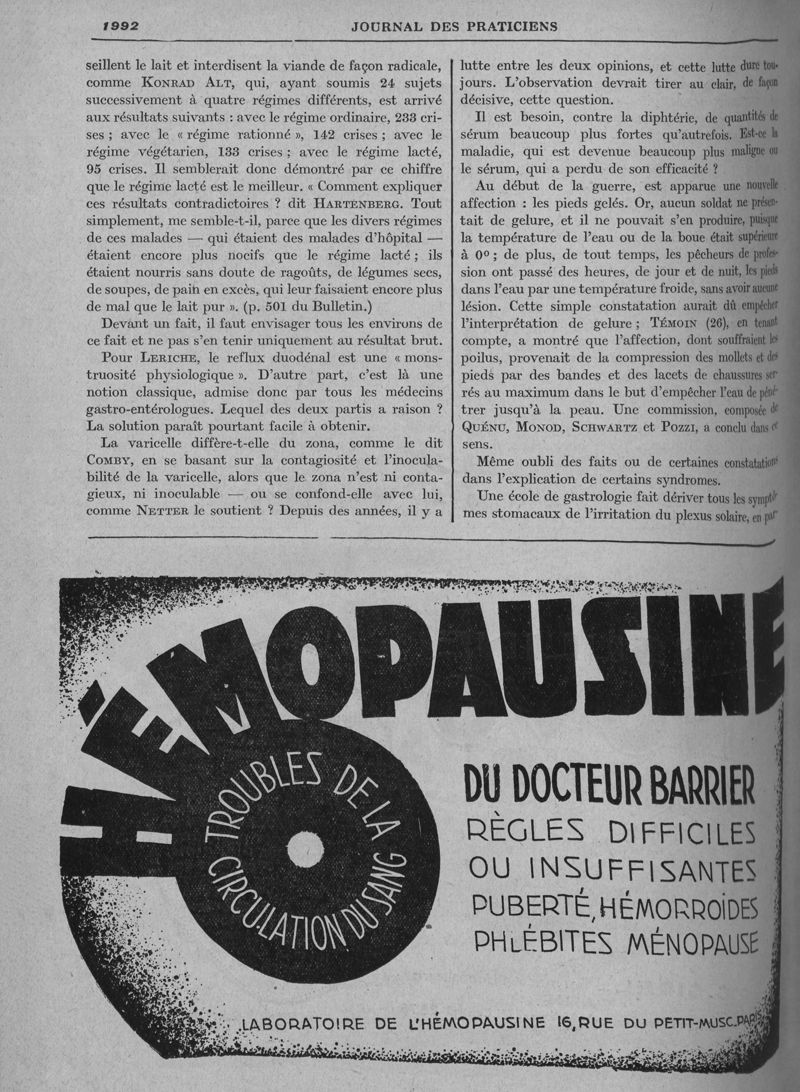 1992
JOURNAL DES PRATICIENS
seillent le lait et interdisent la viande de façon radicale,
comme KONRAD ALT, qui, ayant soumis 24 sujets
successivement à quatre régimes différents, est arrivé
aux résultats suivants : avec le régime ordinaire, 233 cri-
ses ; avec le « régime rationné », 142 crises ; avec le
régime végétarien, 133 crises ; avec le régime lacté,
95 crises. Il semblerait donc démontré par ce chiffre
que le régime lacté est le meilleur. « Comment expliquer
ces résultats contradictoires ? dit HARTENBERG. Tout
simplement, me semble-t-il, parce que les divers régimes
de ces malades — qui étaient des malades d'hôpital —
étaient encore plus nocifs que le régime lacté ; ils
étaient nourris sans doute de ragoûts, de légumes secs,
de soupes, de pain en excès, qui leur faisaient encore plus
de mal que le lait pur ». (p. 501 du Bulletin.)
Devant un fait, il faut envisager tous les environs de
ce fait et ne pas s'en tenir uniquement au résultat brut.
Pour LERICHE, le reflux duodénal est une « mons-
truosité physiologique ». D'autre part, c'est là une
notion classique, admise donc par tous les médecins
gastro-entérologues. Lequel des deux partis a raison ?
La solution paraît pourtant facile à obtenir.
La varicelle diffère-t-elle du zona, comme le dit
COMBY, en se basant sur la contagiosité et l'inocula-
bilité de la varicelle, alors que le zona n'est ni conta-
gieux, ni inoculable — ou se confond-elle avec lui,
comme NETTER le soutient ? Depuis des années, il y a
lutte entre les deux opinions, et cette lutte dure tou-
jours. L'observation devrait tirer au clair, de façon
décisive, cette question.
Il est besoin, contre la diphtérie, de quantités de
sérum beaucoup plus fortes qu'autrefois. Est-ce la
maladie, qui est devenue beaucoup plus maligne ou
le sérum, qui a perdu de son efficacité ?
Au début de la guerre, est apparue une nouvelle
affection : les pieds gelés. Or, aucun soldat ne présen-
tait de gelure, et il ne pouvait s'en produire, puisque
la température de l'eau ou de la boue était supérieure
à 0° ; de plus, de tout temps, les pêcheurs de profes-
sion ont passé des heures, de jour et de nuit, les pieds
dans l'eau par une température froide, sans avoir aucune
lésion. Cette simple constatation aurait dû empêcher
l'interprétation de gelure ; TÉMOIN (26), en tenant
compte, a montré que l'affection, dont souffraient les
poilus, provenait de la compression des mollets et des
pieds par des bandes et des lacets de chaussures ser-
rés au maximum dans le but d'empêcher l'eau de péné-
trer jusqu'à la peau. Une commission, composée de
QUÉNU, MONOD, SCHWARTZ et POZZI, a conclu dans ce
sens.
Même oubli des faits ou de certaines constatations
dans l'explication de certains syndromes.
Une école de gastrologie fait dériver tous les symptô-
mes stomacaux de l'irritation du plexus solaire, en par-
HÉMOPAUSINE
TROUBLES DE LA
CIRCULATION DU SANG
DU DOCTEUR BARRIER
RÈGLES DIFFICILES
OU INSUFFISANTES
PUBERTÉ, HÉMORROÏDES
PHLÉBITES MÉNOPAUSE
LABORATOIRE DE L'HÉMOPAUSINE 16, RUE DU PETIT-MUSC. PARIS